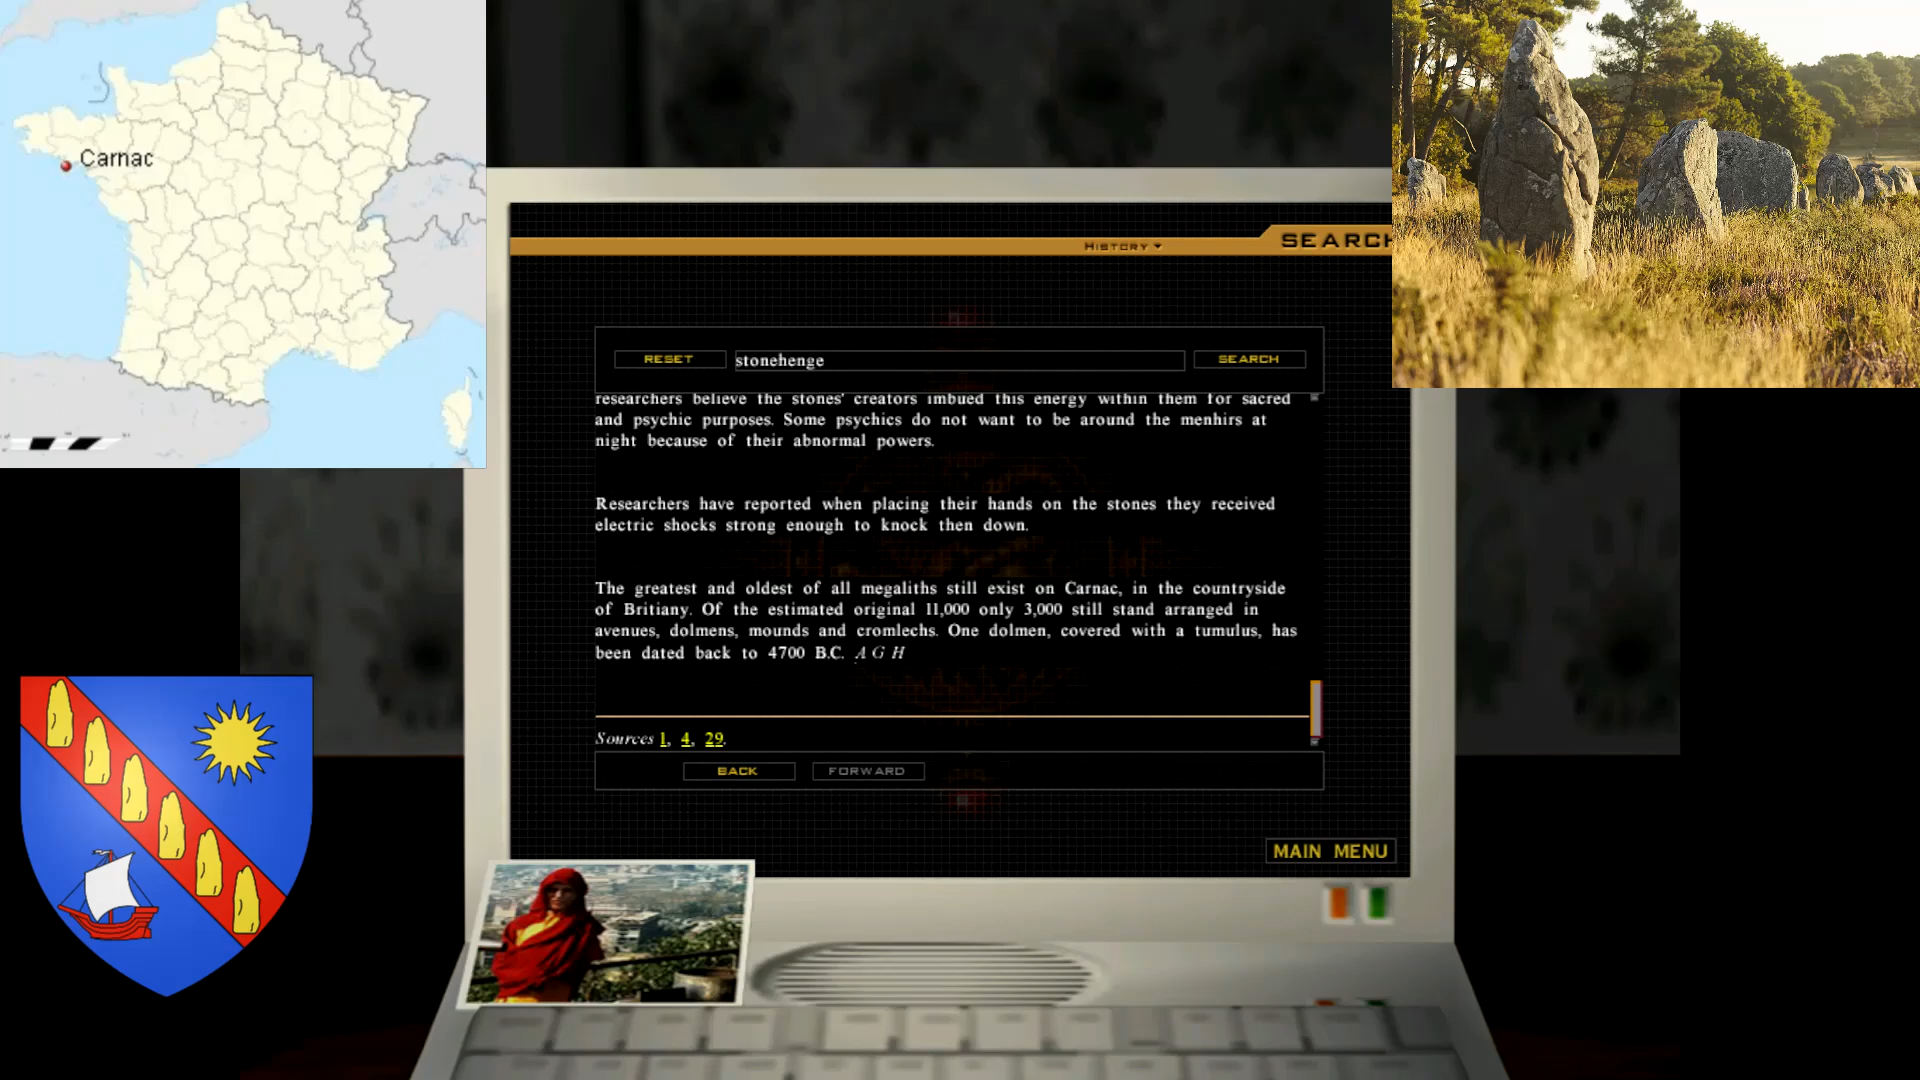 Carnac
HISTORY
SEARCH
RESET
stonehenge
SEARCH
researchers believe the stones' creators imbued this energy within them for sacred
and psychic purposes. Some psychics do not want to be around the menhirs at
night because of their abnormal powers.
Researchers have reported when placing their hands on the stones they received
electric shocks strong enough to knock then down.
The greatest and oldest of all megaliths still exist on Carnac, in the countryside
of Britiany. Of the estimated original 11,000 only 3,000 still stand arranged in
avenues, dolmens, mounds and cromlechs. One dolmen, covered with a tumulus, has
been dated back to 4700 B.C. A G H
Sources 1, 4, 29.
BACK
FORWARD
MAIN MENU